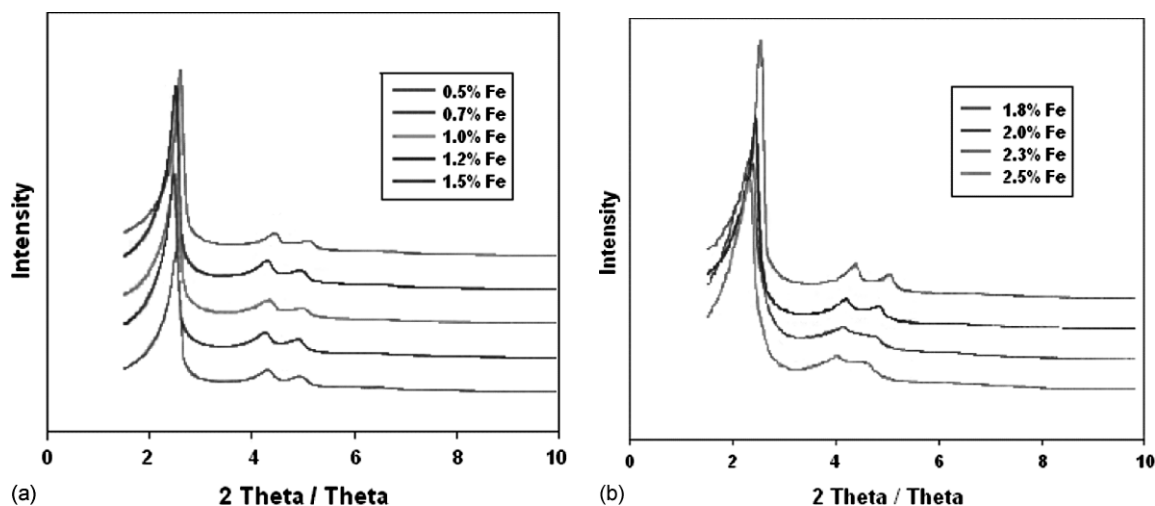 Intensity
0.5% Fe
0.7% Fe
1.0% Fe
1.2% Fe
1.5% Fe
0 2 4 6 8 10
2 Theta / Theta
(a)
Intensity
1.8% Fe
2.0% Fe
2.3% Fe
2.5% Fe
0 2 4 6 8 10
2 Theta / Theta
(b)